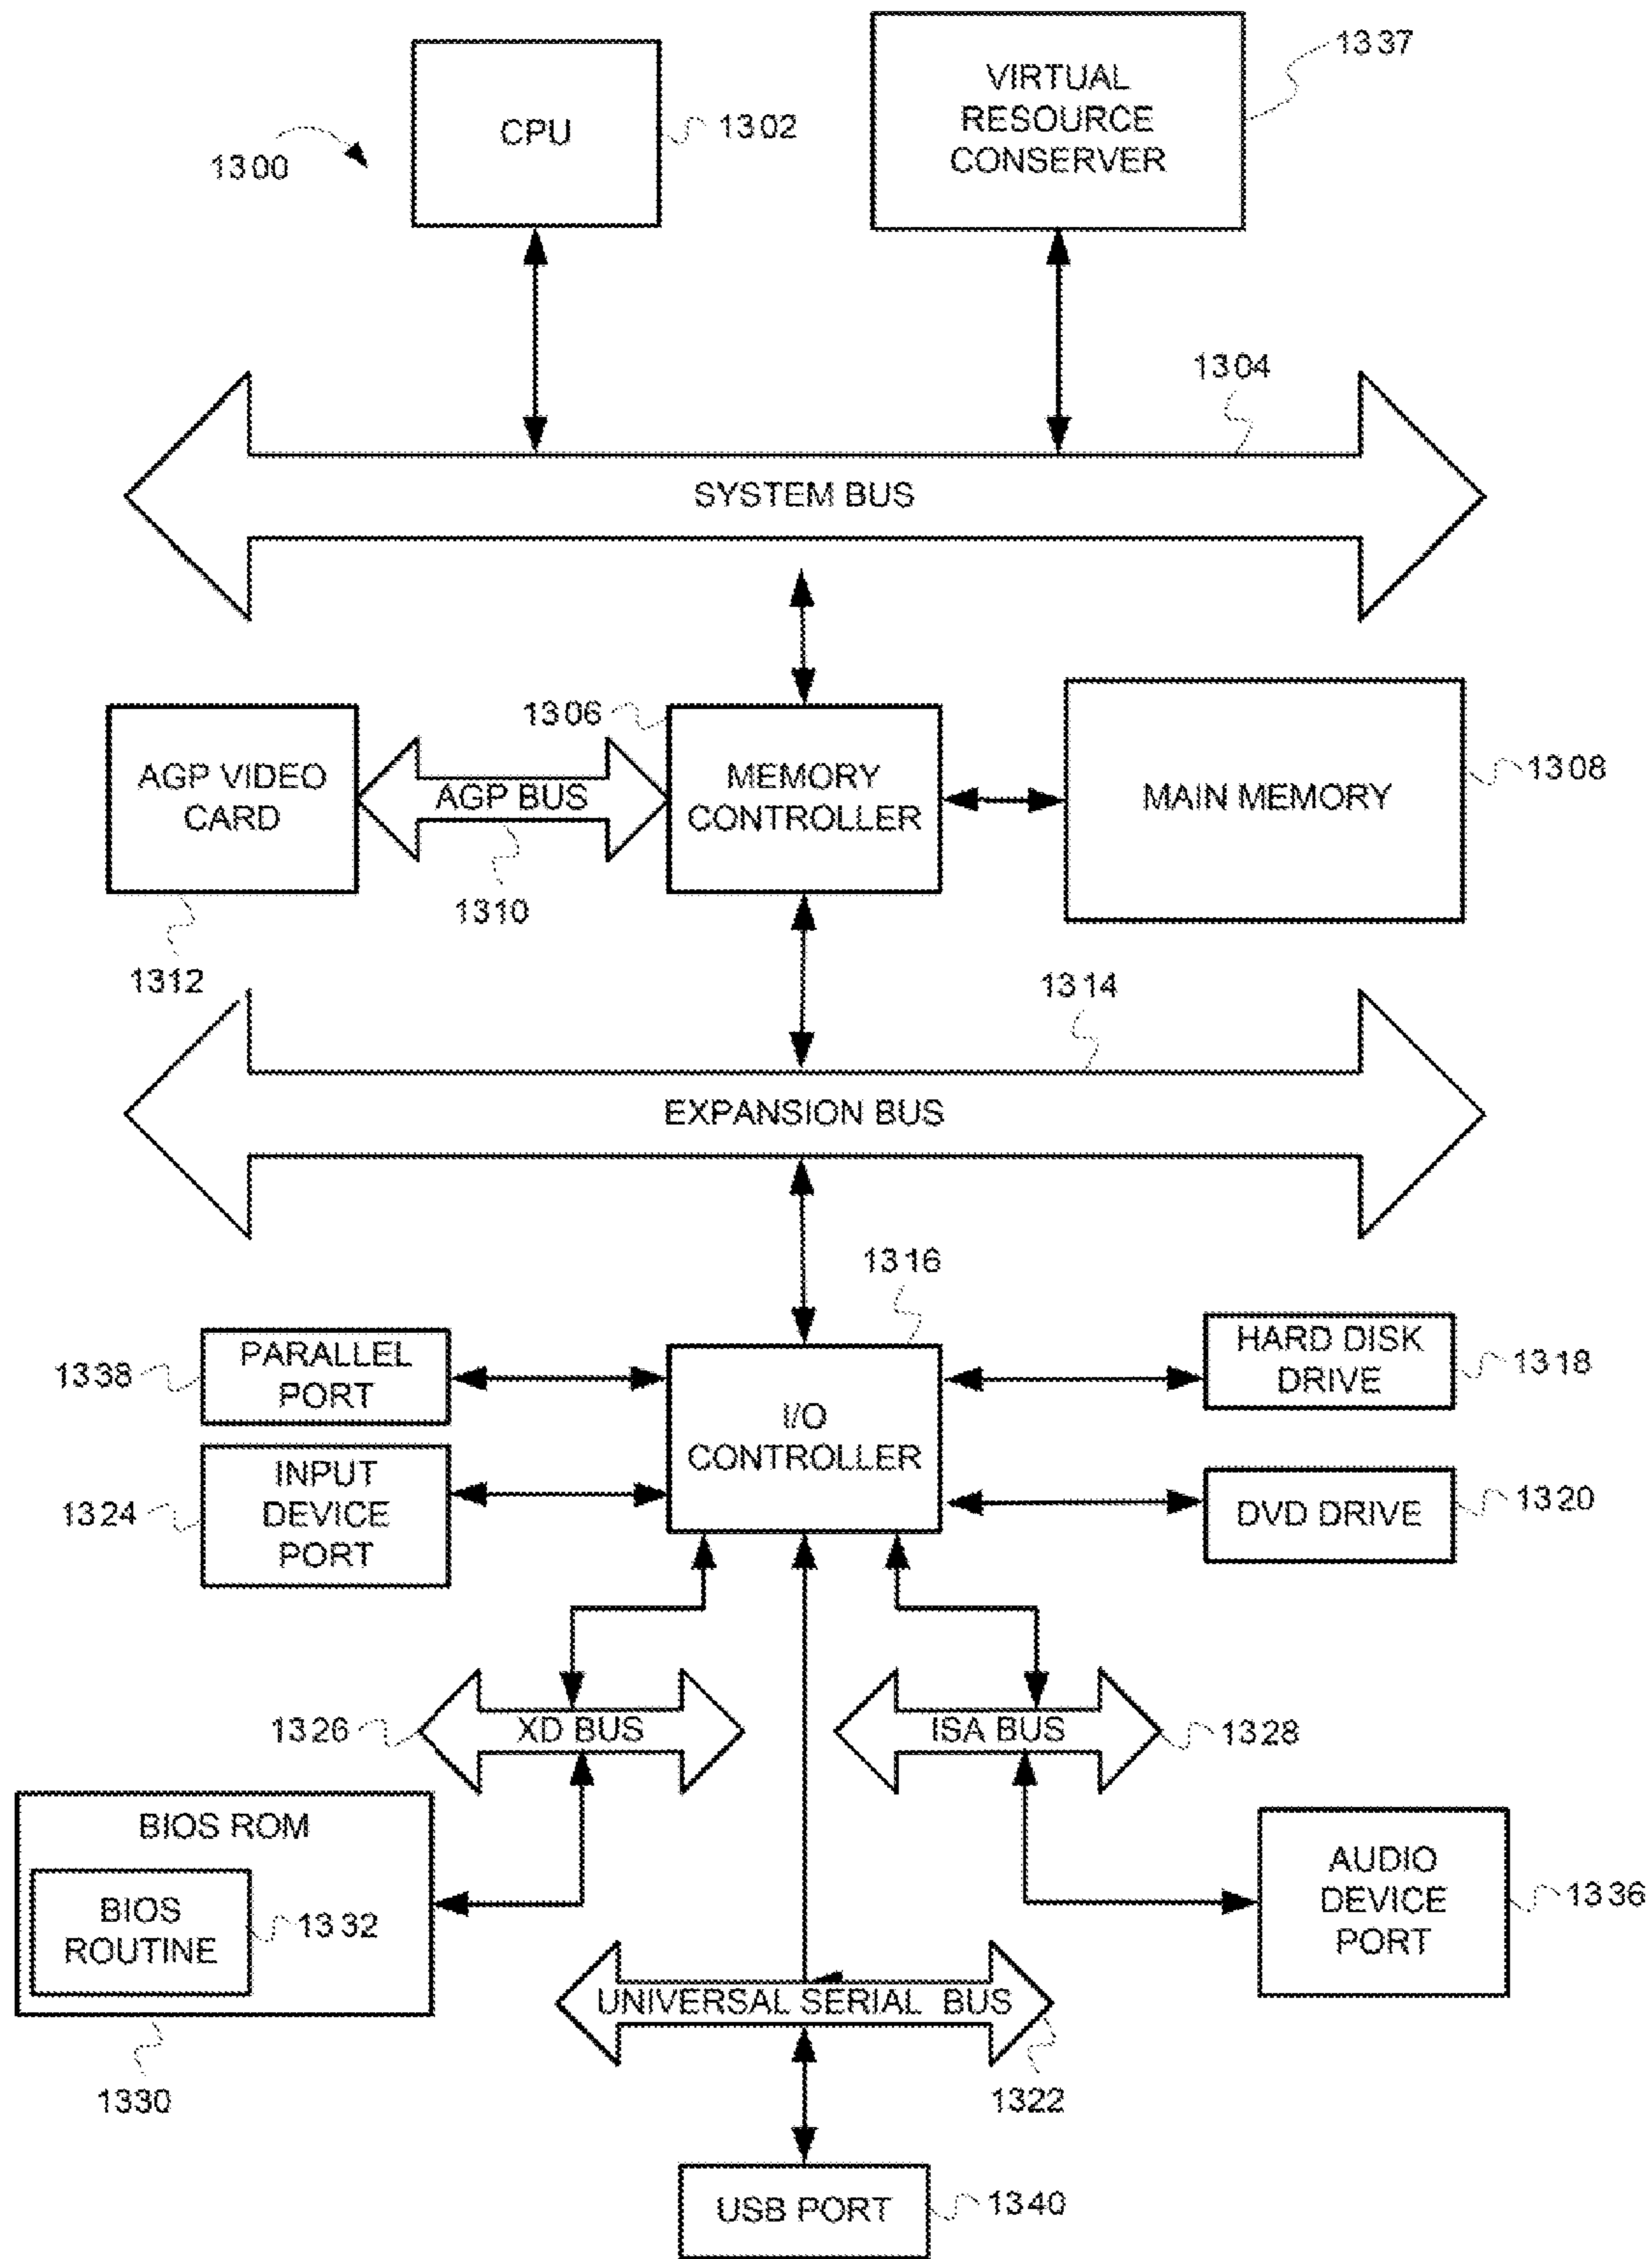 CPU
1302
VIRTUAL
RESOURCE
CONSERVER
1337
1300
1304
SYSTEM BUS
1306
AGP VIDEO
CARD
AGP BUS
MEMORY
CONTROLLER
MAIN MEMORY
1308
1310
1312
1314
EXPANSION BUS
1316
1338
PARALLEL
PORT
I/O
CONTROLLER
HARD DISK
DRIVE
1318
1324
INPUT
DEVICE
PORT
DVD DRIVE
1320
1326
XD BUS
ISA BUS
1328
BIOS ROM
BIOS
ROUTINE
1332
AUDIO
DEVICE
PORT
1336
UNIVERSAL SERIAL BUS
1330
1322
USB PORT
1340